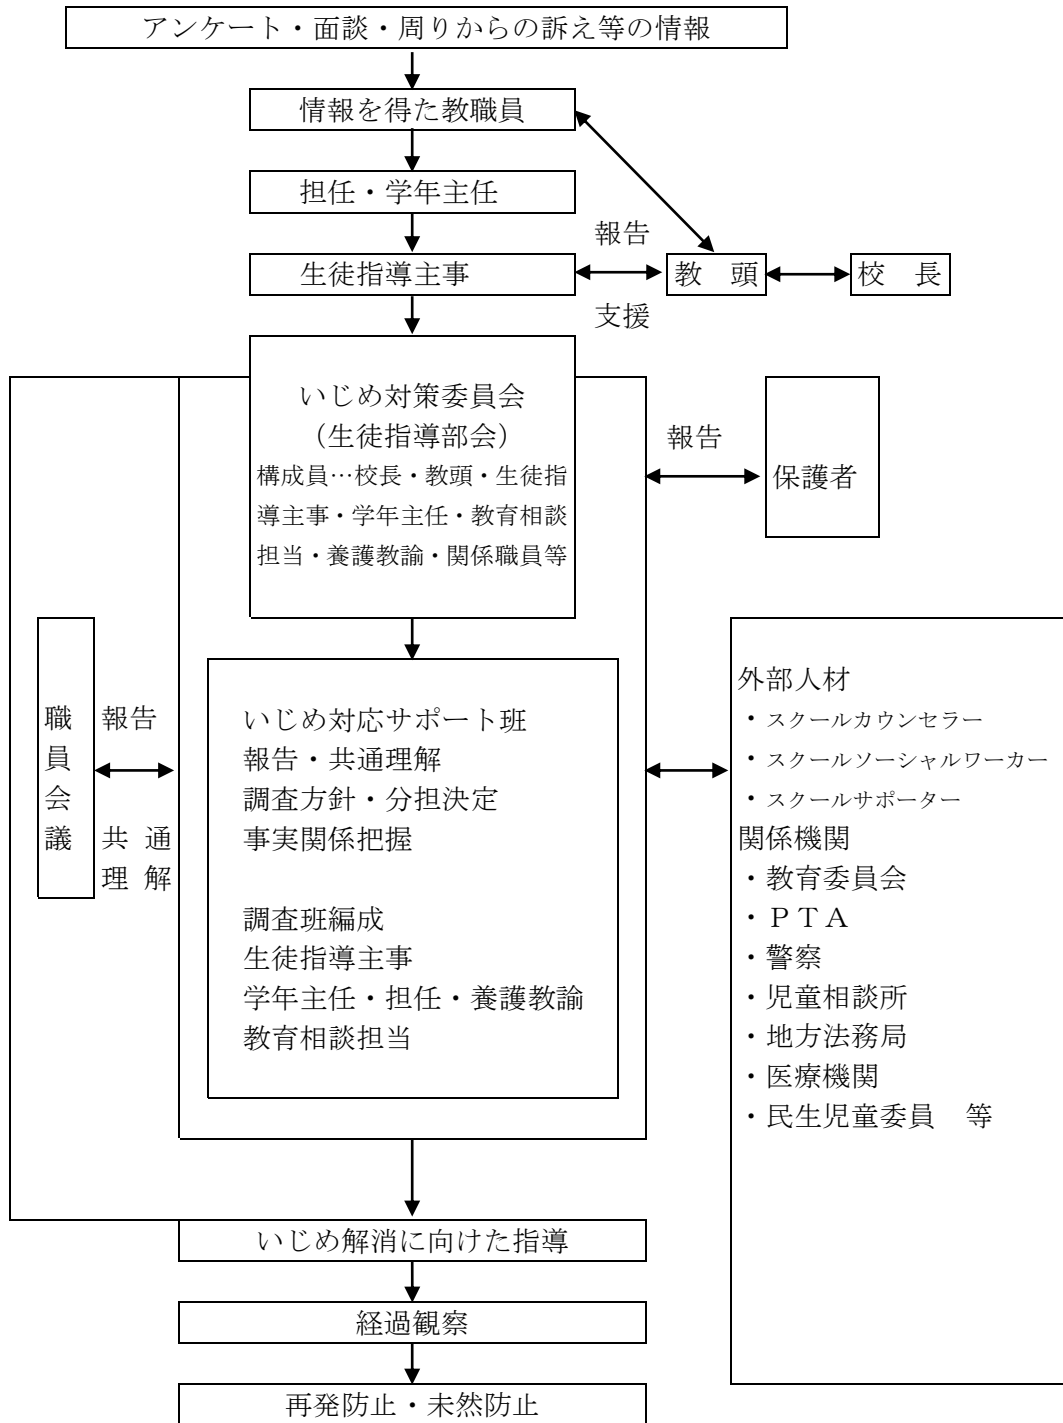 アンケート・面談・周りからの訴え等の情報
情報を得た教職員
担任・学年主任
報告
生徒指導主事
教　頭
校　長
支援
いじめ対策委員会
（生徒指導部会）
構成員…校長・教頭・生徒指
導主事・学年主任・教育相談
担当・養護教諭・関係職員等
報告
保護者
職員会議
報告
共　通
理　解
いじめ対応サポート班
報告・共通理解
調査方針・分担決定
事実関係把握
調査班編成
生徒指導主事
学年主任・担任・養護教諭
教育相談担当
外部人材
・スクールカウンセラー
・スクールソーシャルワーカー
・スクールサポーター
関係機関
・教育委員会
・ＰＴＡ
・警察
・児童相談所
・地方法務局
・医療機関
・民生児童委員　等
いじめ解消に向けた指導
経過観察
再発防止・未然防止